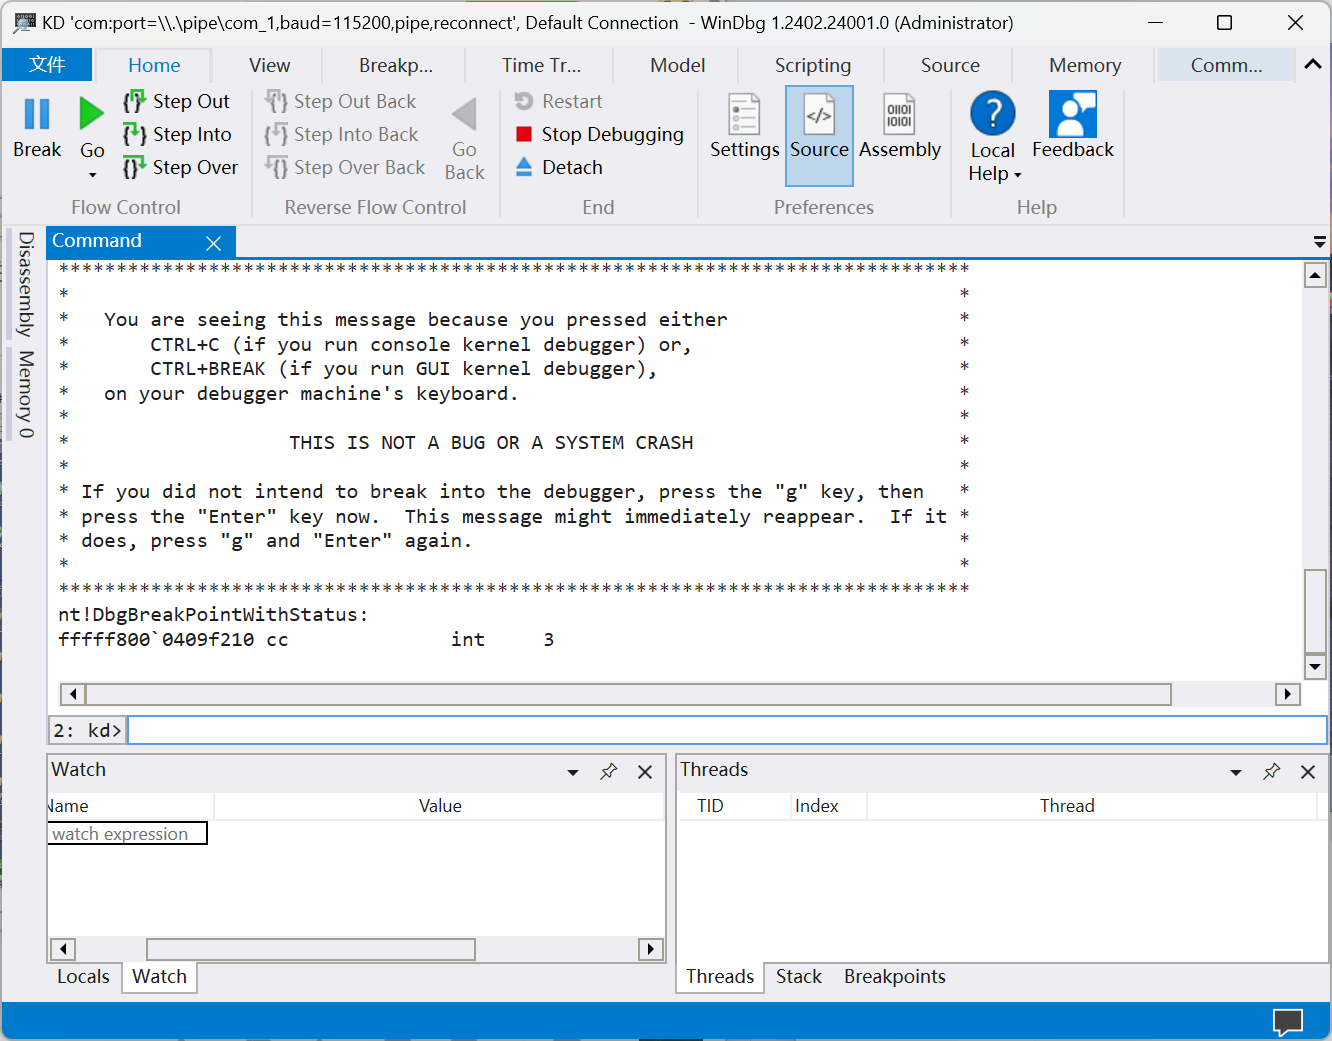 KD 'com:port=\\.\pipe\com_1,baud=115200,pipe,reconnect', Default Connection - WinDbg 1.2402.24001.0 (Administrator)
文件 Home View Breakp... Time Tr... Model Scripting Source Memory Comm...
Break
Go
Step Out
Step Into
Step Over
Flow Control
Step Out Back
Step Into Back
Step Over Back
Go Back
Reverse Flow Control
Restart
Stop Debugging
Detach
End
Settings
Source
Assembly
Preferences
Local Help
Feedback
Help
Disassembly
Memory 0
Command
*******************************************************************************
* *
* You are seeing this message because you pressed either *
* CTRL+C (if you run console kernel debugger) or, *
* CTRL+BREAK (if you run GUI kernel debugger), *
* on your debugger machine's keyboard. *
* *
* THIS IS NOT A BUG OR A SYSTEM CRASH *
* *
* If you did not intend to break into the debugger, press the "g" key, then *
* press the "Enter" key now. This message might immediately reappear. If it *
* does, press "g" and "Enter" again. *
* *
*******************************************************************************
nt!DbgBreakPointWithStatus:
fffff800`0409f210 cc int 3
2: kd>
Watch
Name Value
watch expression
Locals Watch
Threads
TID Index Thread
Threads Stack Breakpoints